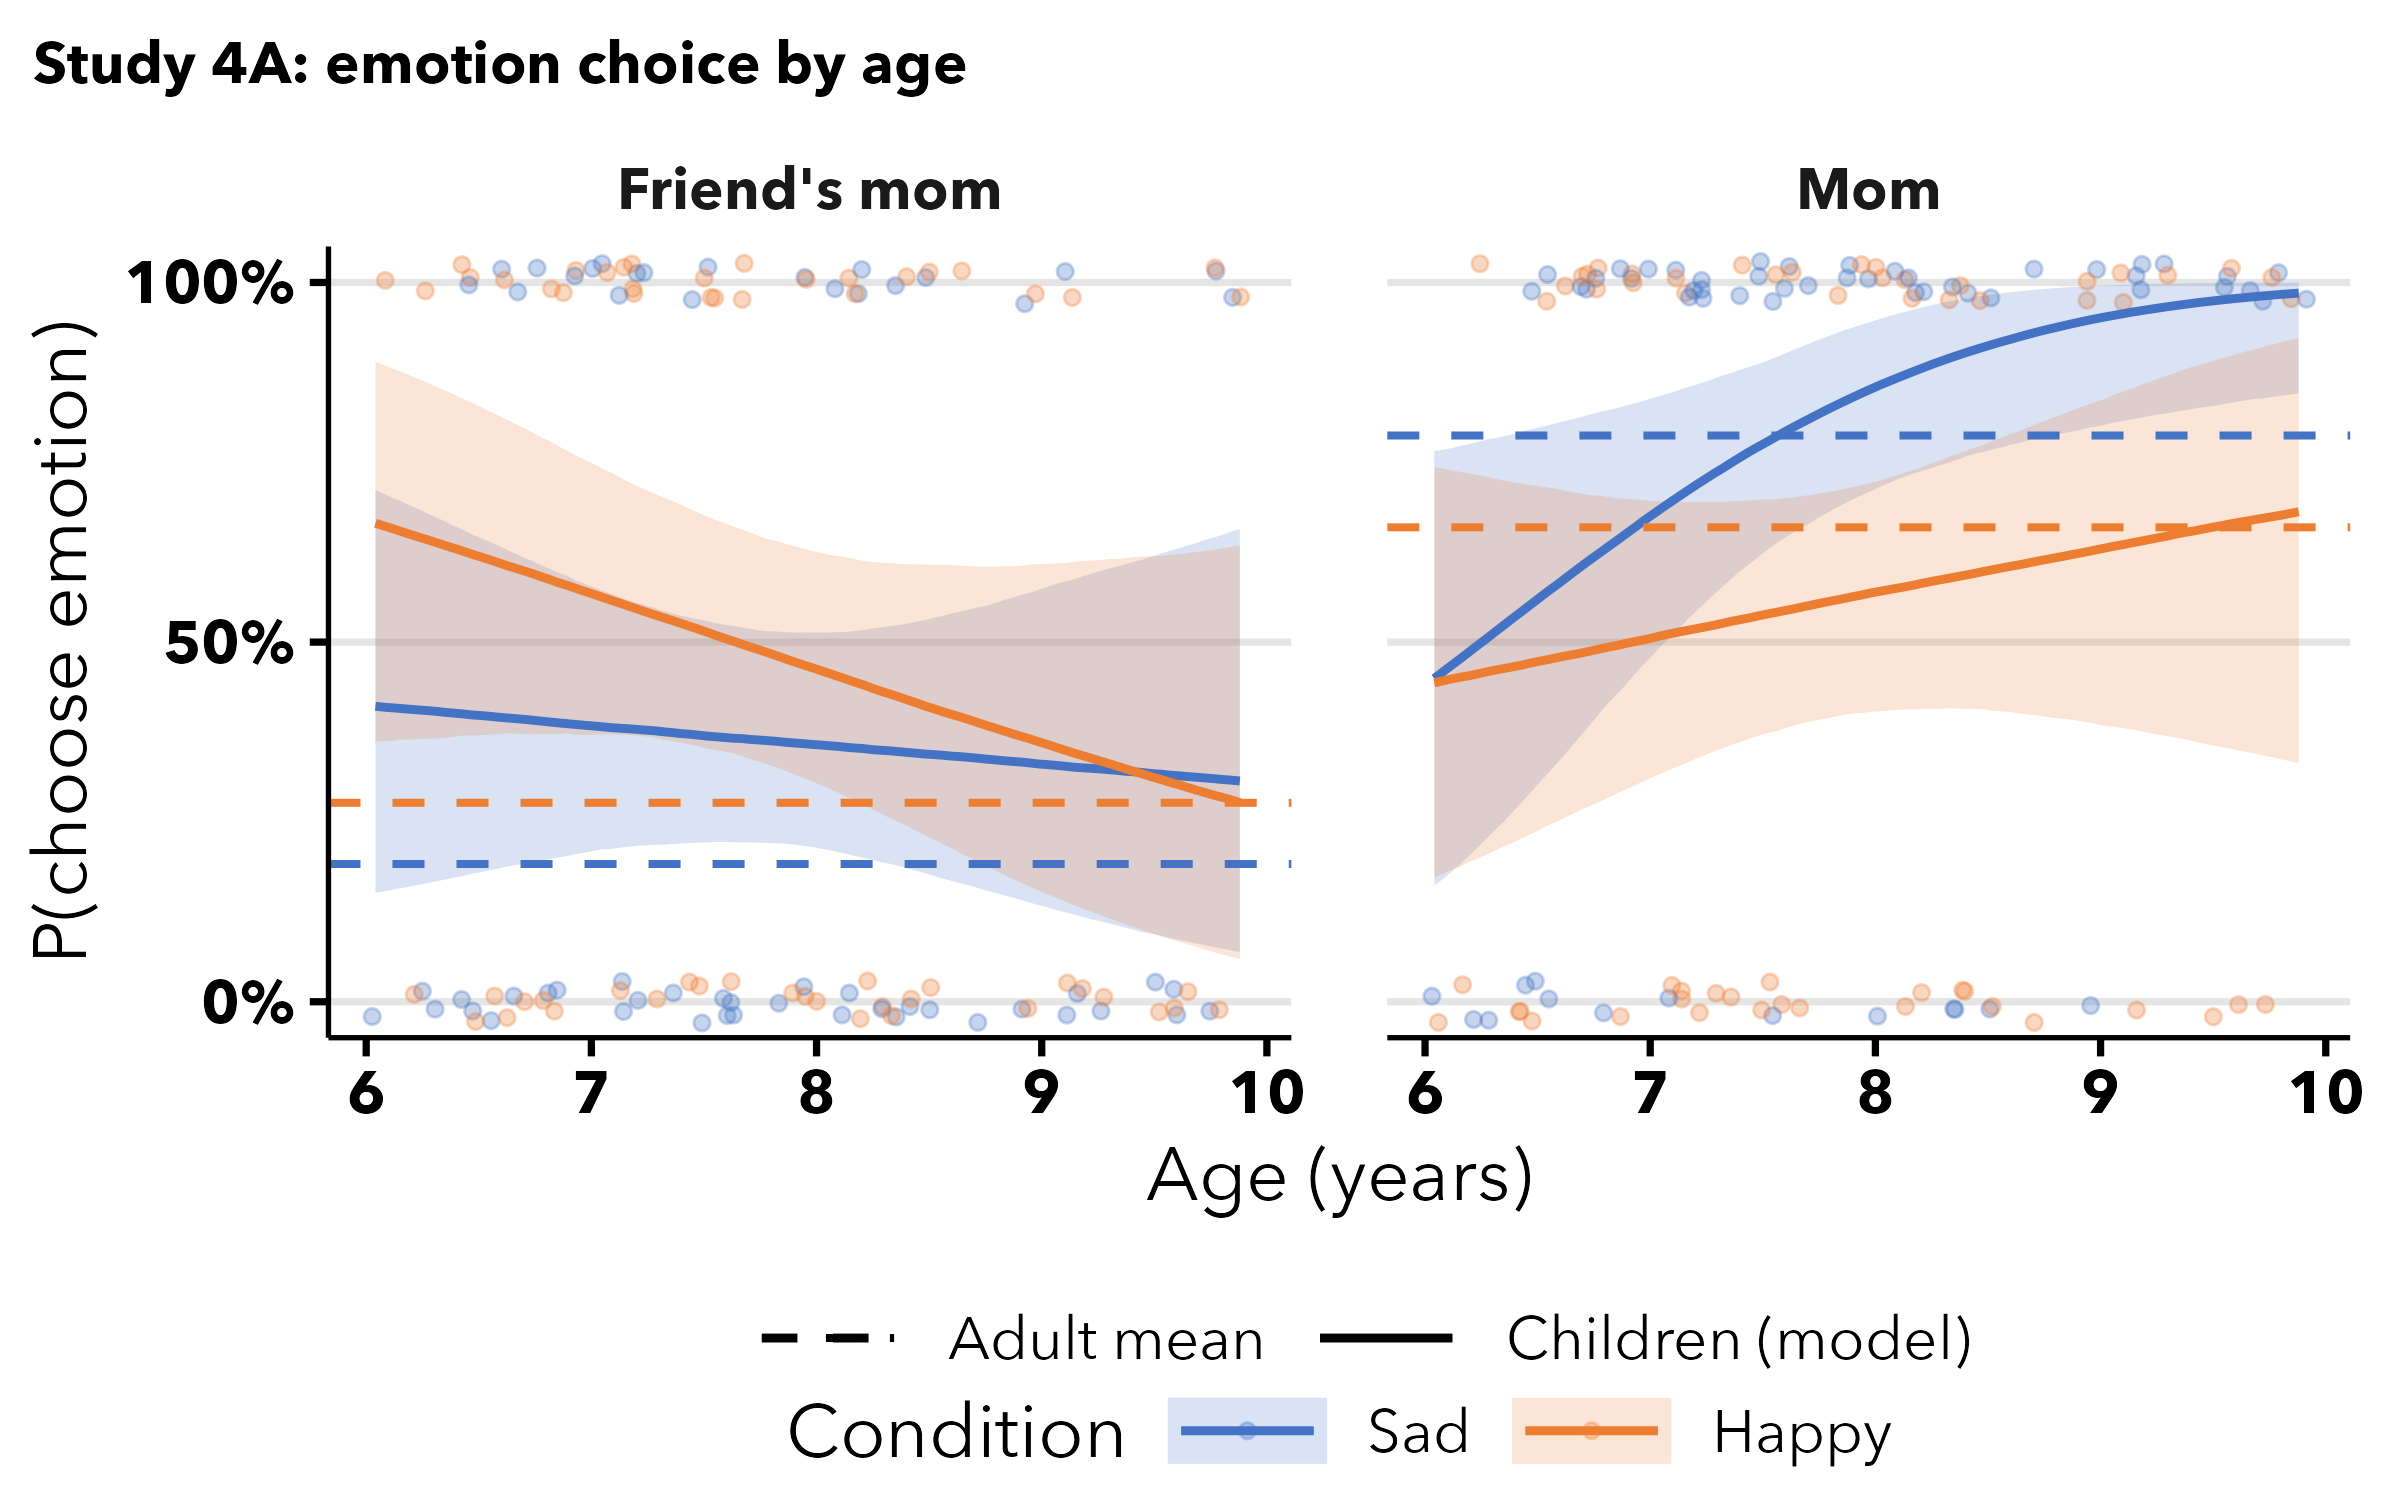 Study 4A: emotion choice by age
Friend's mom
Mom
P(choose emotion)
100%
50%
0%
6 7 8 9 10
6 7 8 9 10
Age (years)
Adult mean Children (model)
Condition Sad Happy